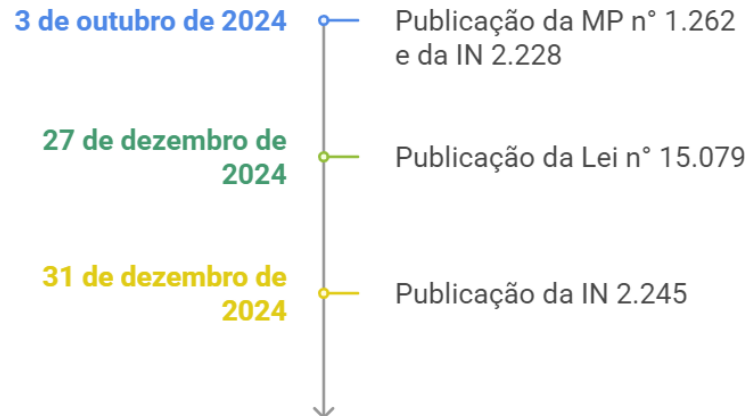 3 de outubro de 2024
Publicação da MP n° 1.262
e da IN 2.228
27 de dezembro de
2024
Publicação da Lei n° 15.079
31 de dezembro de
2024
Publicação da IN 2.245